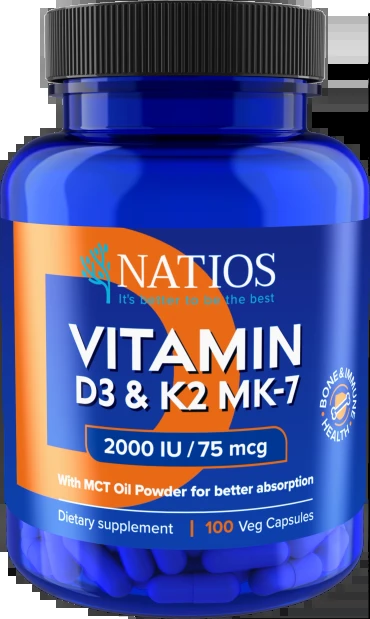 NATIOS
It's better to be the best
VITAMIN
D3 & K2 MK-7
2000 IU / 75 mcg
BONE & IMMUNE
HEALTH
With MCT Oil Powder for better absorption
Dietary supplement | 100 Veg Capsules